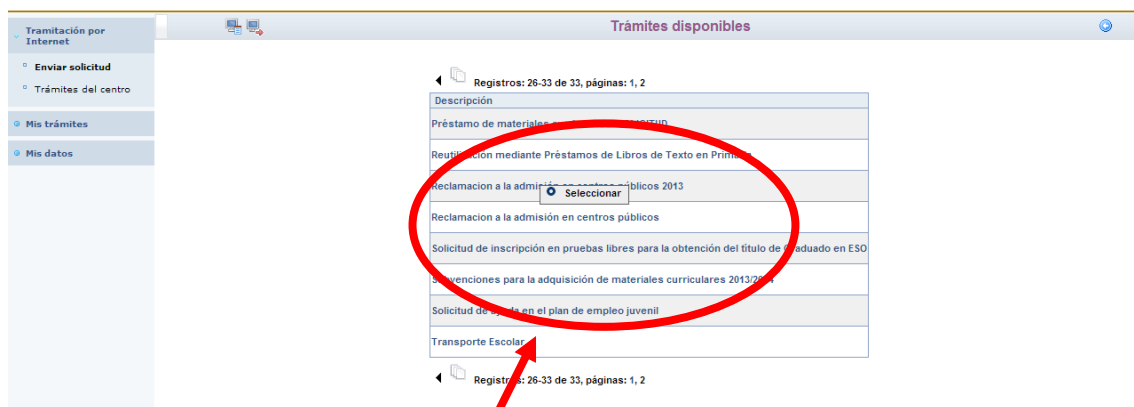 Trámites disponibles
Tramitación por
Internet
Enviar solicitud
Trámites del centro
Mis trámites
Mis datos
Registros: 26-33 de 33, páginas: 1, 2
Descripción
Préstamo de materiales
Reutilización mediante Préstamos de Libros de Texto en
Reclamacion a la admisión en centros públicos 2013
Seleccionar
Reclamacion a la admisión en centros públicos
Solicitud de inscripción en pruebas libres para la obtención del título de Graduado en ESO
Subvenciones para la adquisición de materiales curriculares
Solicitud de ayuda en el plan de empleo juvenil
Transporte Escolar
Registros: 26-33 de 33, páginas: 1, 2